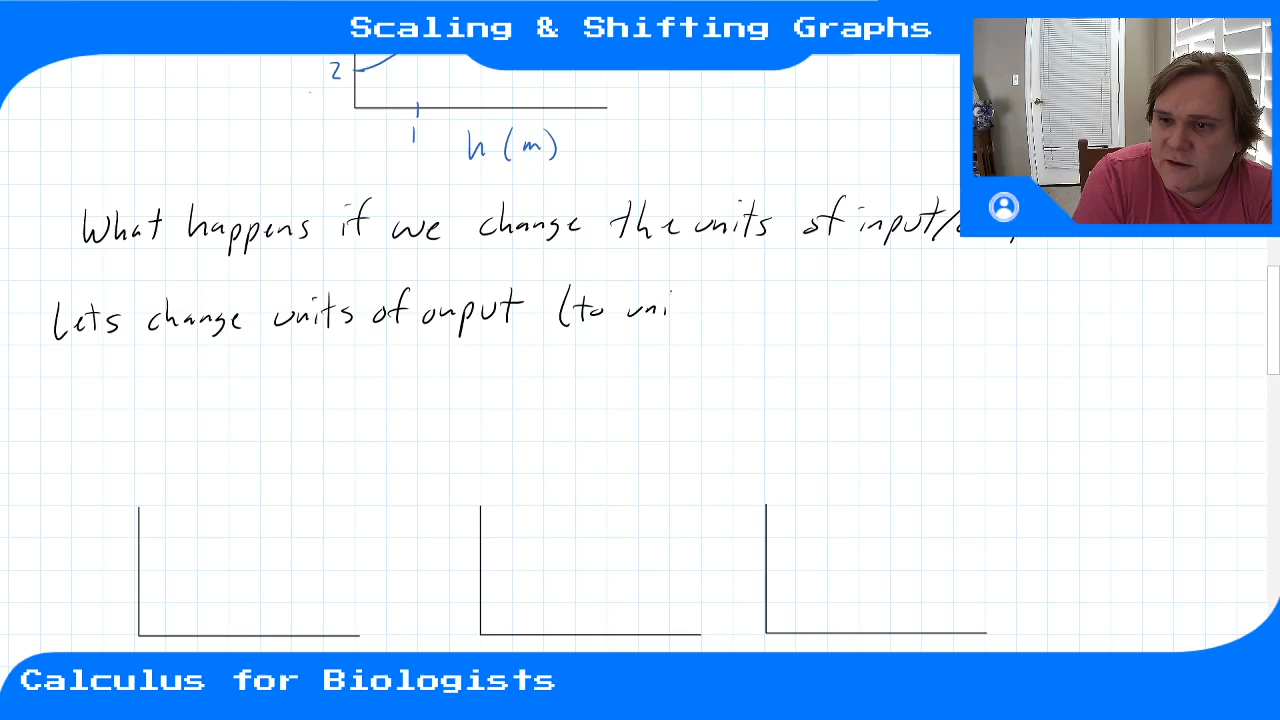 Scaling & Shifting Graphs
2
1
h (m)
What happens if we change the units of input/
Lets change units of onput (to uni
Calculus for Biologists